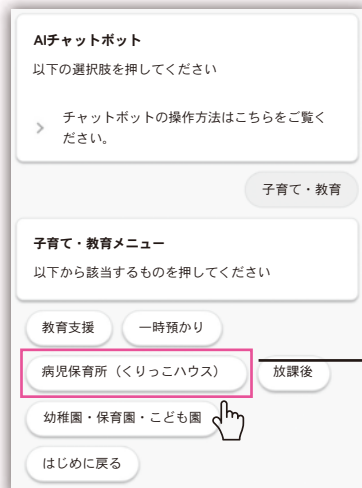 AIチャットボット
以下の選択肢を押してください
チャットボットの操作方法はこちらをご覧く
ださい。
子育て・教育
子育て・教育メニュー
以下から該当するものを押してください
教育支援 一時預かり
病児保育所（くりっこハウス） 放課後
幼稚園・保育園・こども園
はじめに戻る